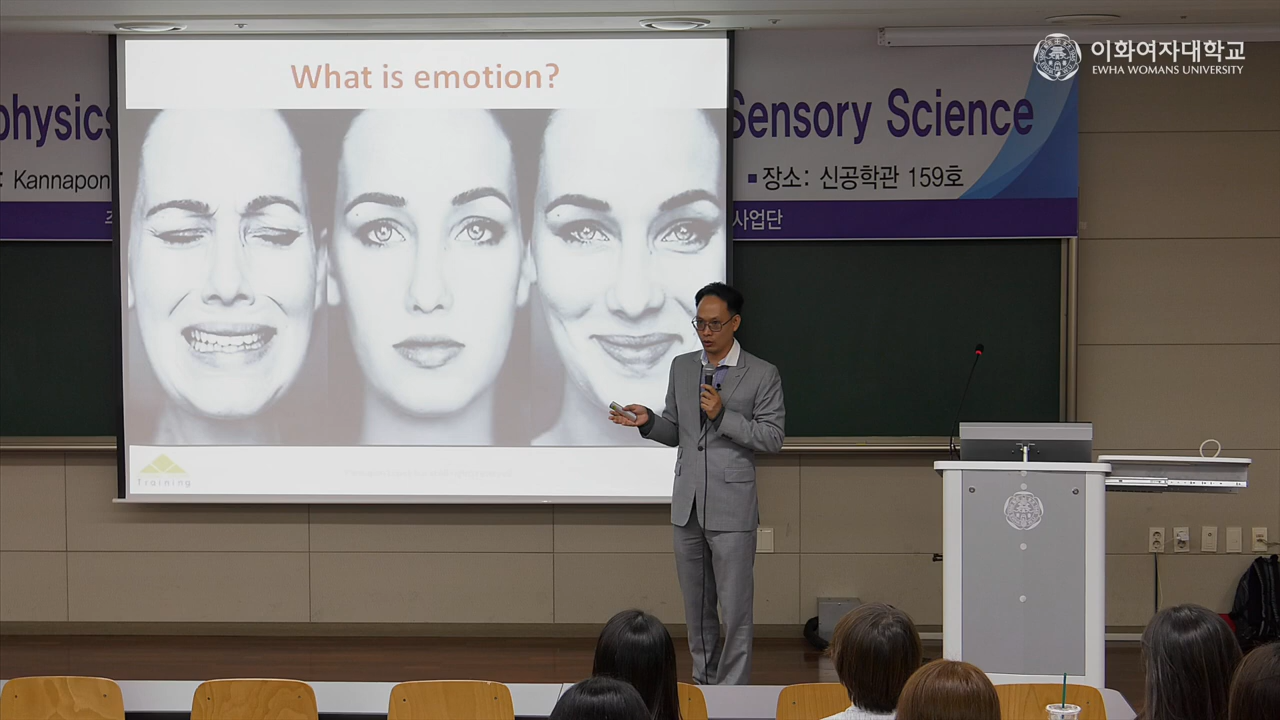 What is emotion?
이화여자대학교
EWHA WOMANS UNIVERSITY
physics
Sensory Science
: Kannapon
■장소: 신공학관 159호
사업단
Training